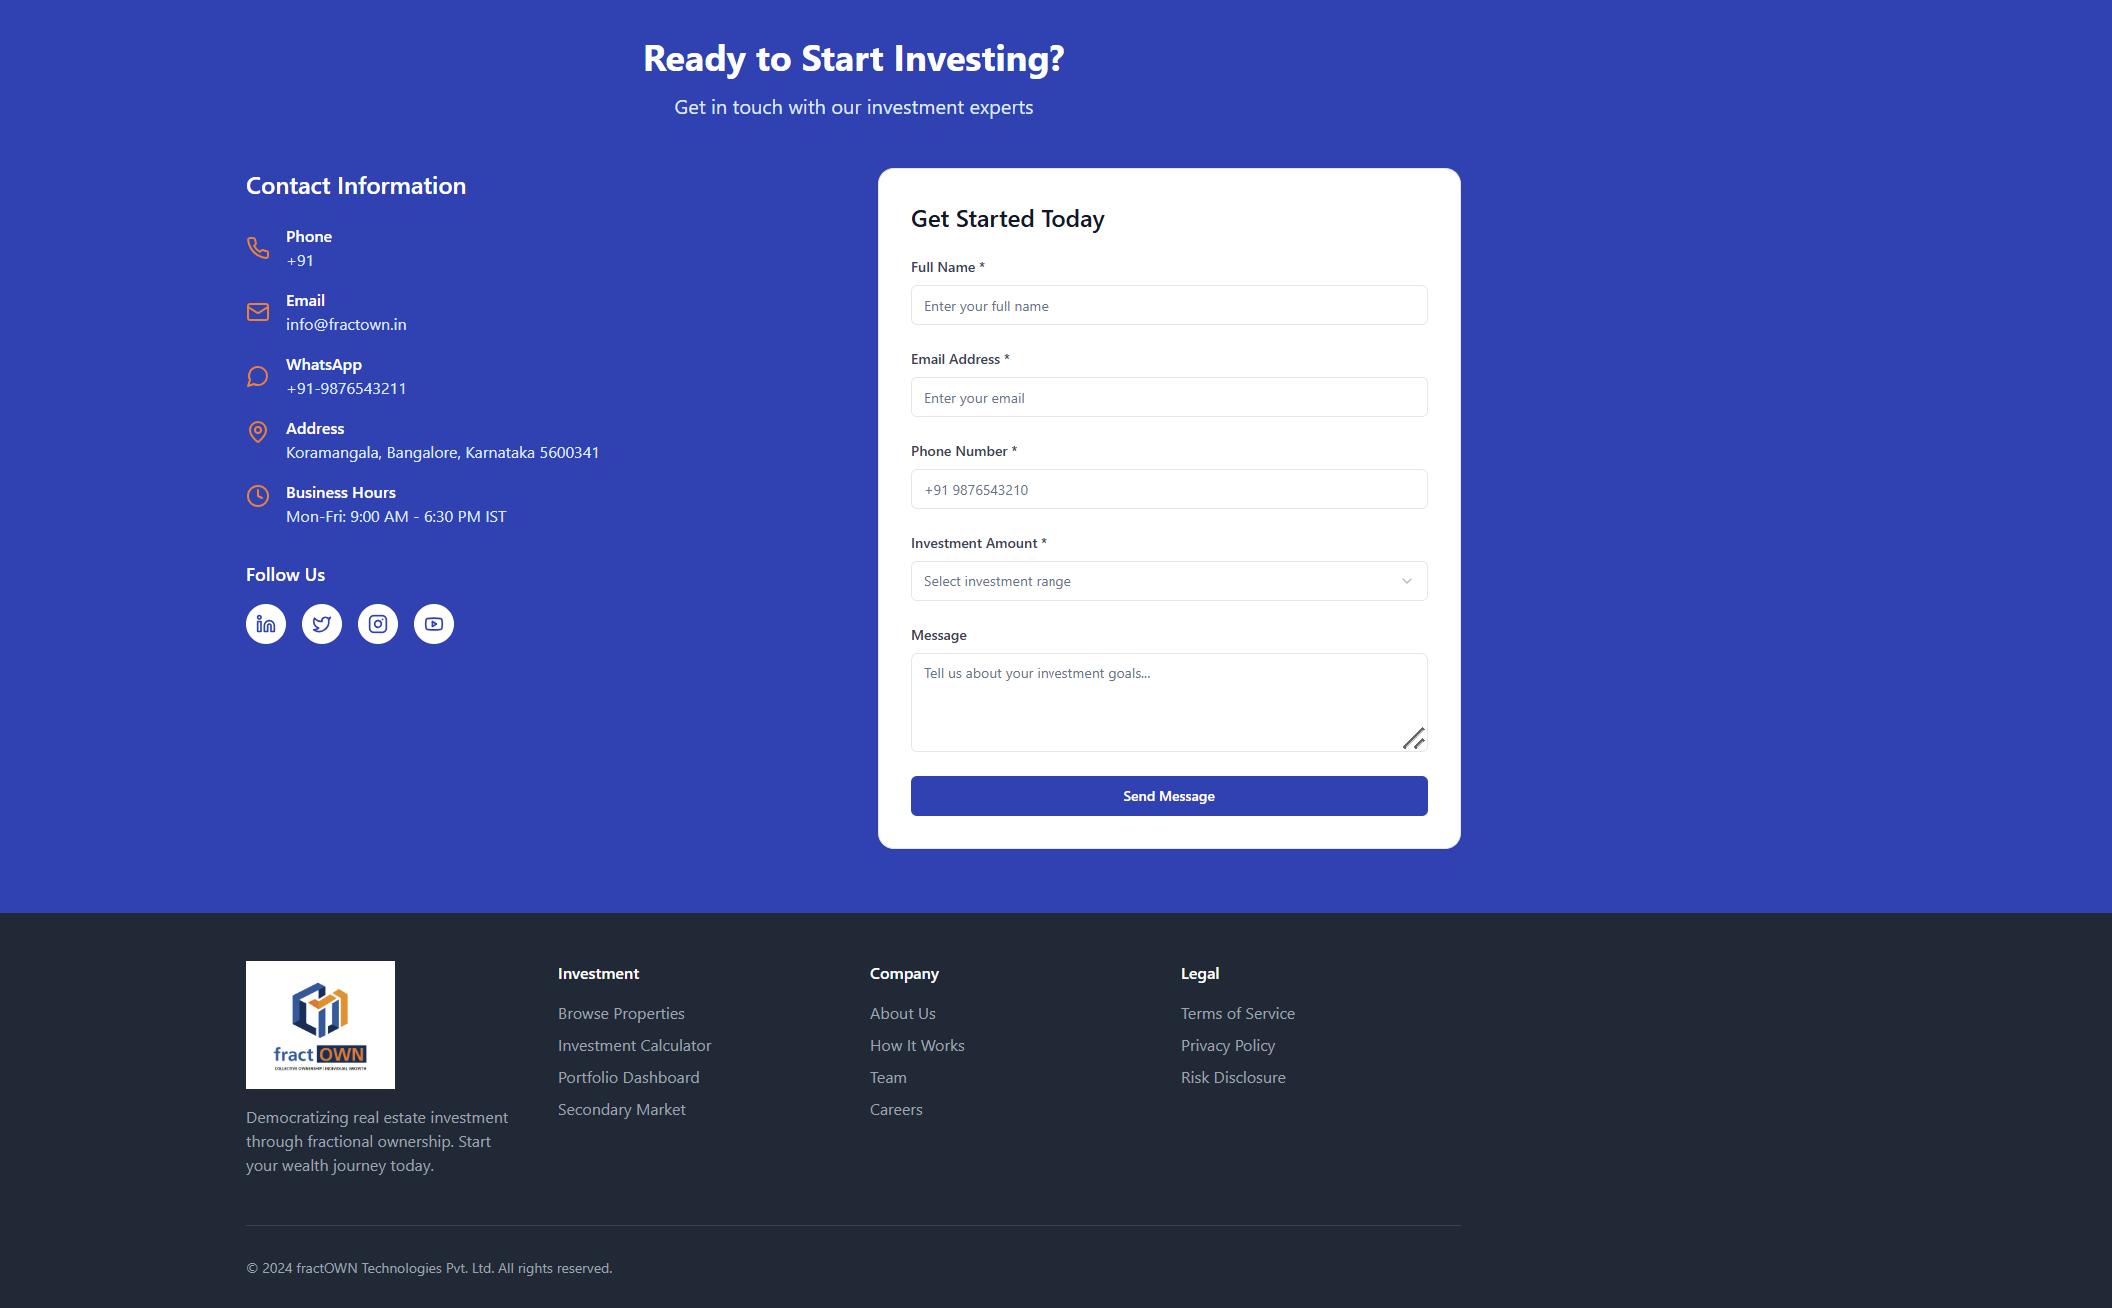 Ready to Start Investing?
Get in touch with our investment experts
Contact Information
Phone
+91
Email
info@fractown.in
WhatsApp
+91-9876543211
Address
Koramangala, Bangalore, Karnataka 5600341
Business Hours
Mon-Fri: 9:00 AM - 6:30 PM IST
Follow Us
Get Started Today
Full Name *
Enter your full name
Email Address *
Enter your email
Phone Number *
+91 9876543210
Investment Amount *
Select investment range
Message
Tell us about your investment goals...
Send Message
fract OWN
COLLECTIVE OWNERSHIP | INDIVIDUAL GROWTH
Democratizing real estate investment
through fractional ownership. Start
your wealth journey today.
Investment
Browse Properties
Investment Calculator
Portfolio Dashboard
Secondary Market
Company
About Us
How It Works
Team
Careers
Legal
Terms of Service
Privacy Policy
Risk Disclosure
© 2024 fractOWN Technologies Pvt. Ltd. All rights reserved.